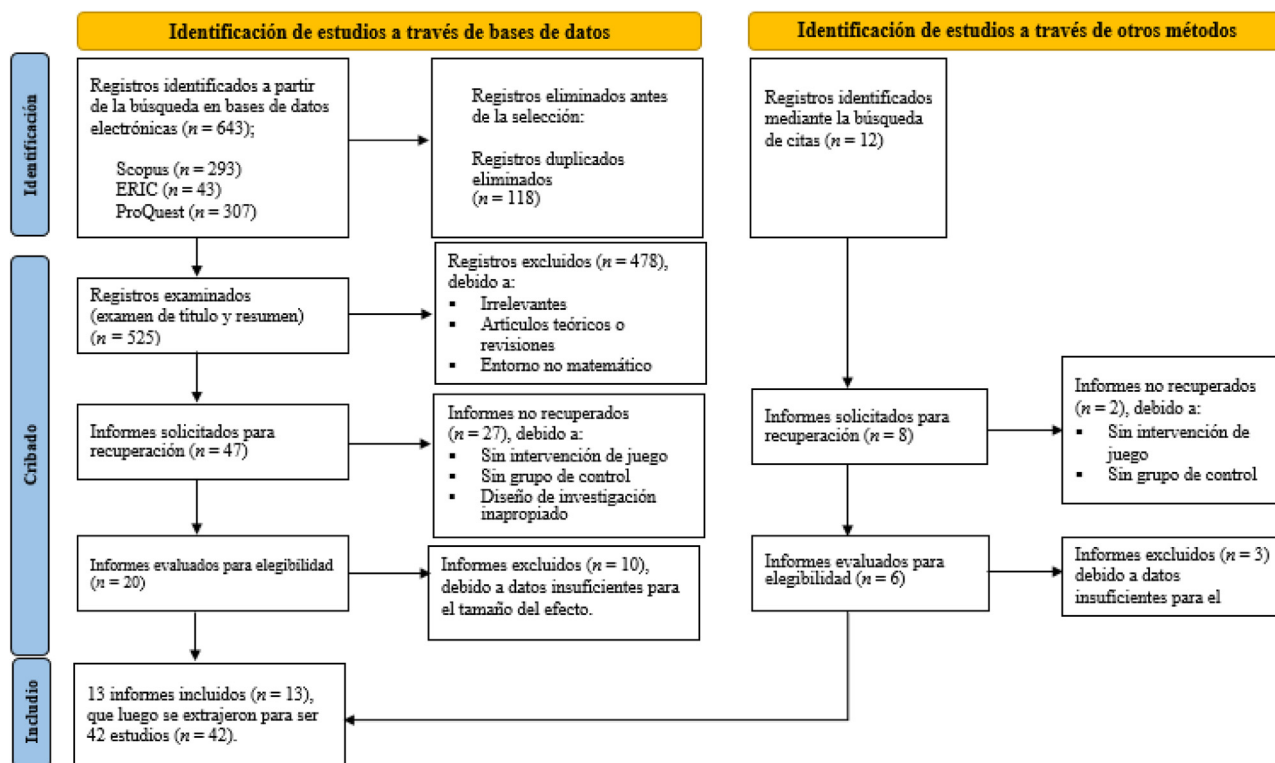 Identificación de estudios a través de bases de datos
Identificación de estudios a través de otros métodos
Identificación
Registros identificados a partir
de la búsqueda en bases de datos
electrónicas (n = 643);
Scopus (n = 293)
ERIC (n = 43)
ProQuest (n = 307)
Registros eliminados antes
de la selección:
Registros duplicados
eliminados
(n = 118)
Registros identificados
mediante la búsqueda
de citas (n = 12)
Cribado
Registros examinados
(examen de título y resumen)
(n = 525)
Registros excluidos (n = 478),
debido a:
▪ Irrelevantes
▪ Artículos teóricos o
revisiones
▪ Entorno no matemático
Informes solicitados para
recuperación (n = 47)
Informes no recuperados
(n = 27), debido a:
▪ Sin intervención de juego
▪ Sin grupo de control
▪ Diseño de investigación
inapropiado
Informes solicitados para
recuperación (n = 8)
Informes no recuperados
(n = 2), debido a:
▪ Sin intervención de
juego
▪ Sin grupo de control
Informes evaluados para elegibilidad
(n = 20)
Informes excluidos (n = 10),
debido a datos insuficientes para
el tamaño del efecto.
Informes evaluados para
elegibilidad (n = 6)
Informes excluidos (n = 3)
debido a datos
insuficientes para el
Includio
13 informes incluidos (n = 13),
que luego se extrajeron para ser
42 estudios (n = 42).